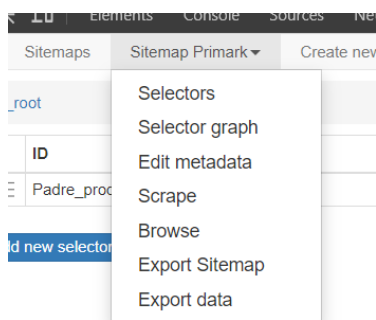 Elements Console Sources Ne
Sitemaps Sitemap Primark Create new
_root
Selectors
Selector graph
ID
Edit metadata
Padre_prod
Scrape
Browse
dd new selector
Export Sitemap
Export data